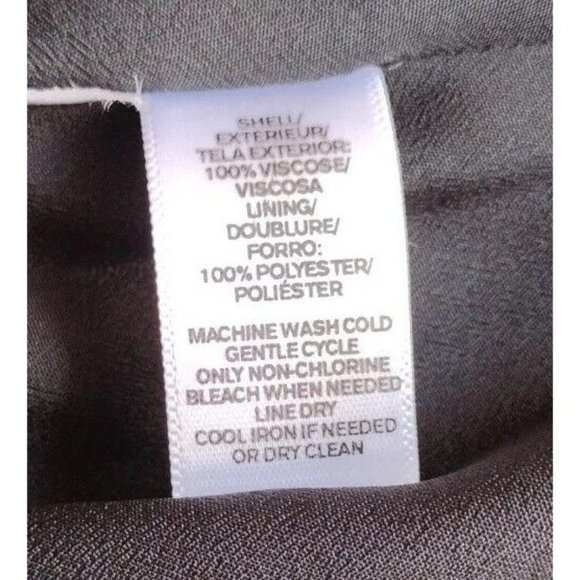 SHELL/
EXTERIEUR/
TELA EXTERIOR:
100% VISCOSE/
VISCOSA
LINING/
DOUBLURE/
FORRO:
100% POLYESTER/
POLIÉSTER
MACHINE WASH COLD
GENTLE CYCLE
ONLY NON-CHLORINE
BLEACH WHEN NEEDED
LINE DRY
COOL IRON IF NEEDED
OR DRY CLEAN